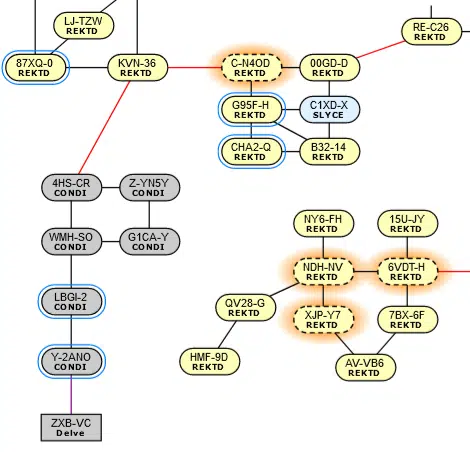 LJ-TZW
REKTD
RE-C26
REKTD
87XQ-0
REKTD
KVN-36
REKTD
C-N4OD
REKTD
00GD-D
REKTD
G95F-H
REKTD
C1XD-X
SLYCE
CHA2-Q
REKTD
B32-14
REKTD
4HS-CR
CONDI
Z-YN5Y
CONDI
WMH-SO
CONDI
G1CA-Y
CONDI
NY6-FH
REKTD
15U-JY
REKTD
NDH-NV
REKTD
6VDT-H
REKTD
LBGI-2
CONDI
QV28-G
REKTD
XJP-Y7
REKTD
7BX-6F
REKTD
Y-2ANO
CONDI
HMF-9D
REKTD
AV-VB6
REKTD
ZXB-VC
Delve